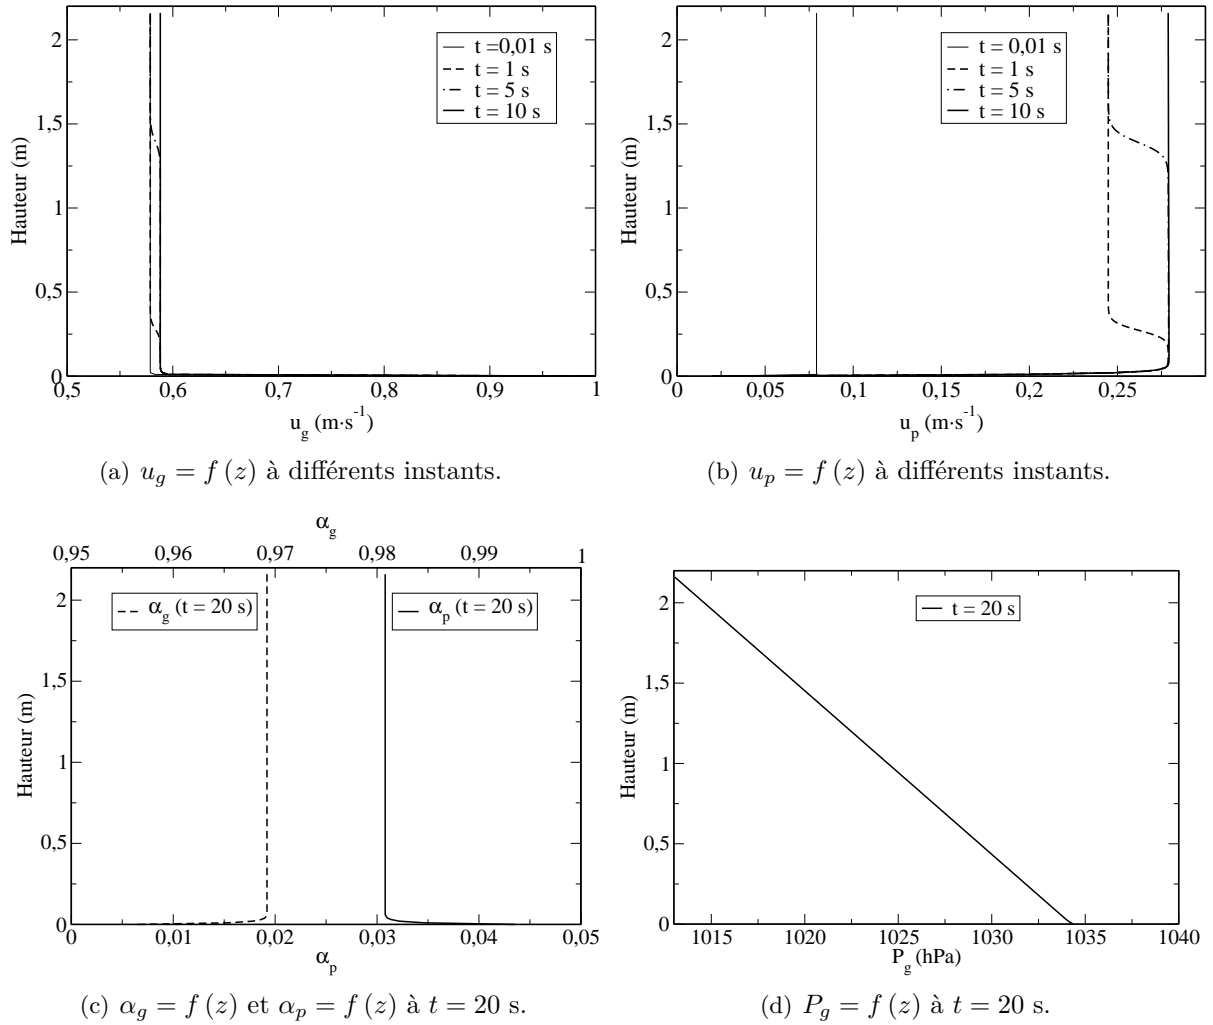 2
1,5
1
0,5
0
Hauteur (m)
t =0,01 s
t = 1 s
t = 5 s
t = 10 s
0,5 0,6 0,7 0,8 0,9 1
u_g (m·s⁻¹)
(a) u_g = f (z) à différents instants.
2
1,5
1
0,5
0
Hauteur (m)
t = 0,01 s
t = 1 s
t = 5 s
t = 10 s
0 0,05 0,1 0,15 0,2 0,25
u_p (m·s⁻¹)
(b) u_p = f (z) à différents instants.
α_g
0,95 0,96 0,97 0,98 0,99 1
2
1,5
1
0,5
0
Hauteur (m)
α_g (t = 20 s)
α_p (t = 20 s)
0 0,01 0,02 0,03 0,04 0,05
α_p
(c) α_g = f (z) et α_p = f (z) à t = 20 s.
2
1,5
1
0,5
0
Hauteur (m)
t = 20 s
1015 1020 1025 1030 1035 1040
P_g (hPa)
(d) P_g = f (z) à t = 20 s.